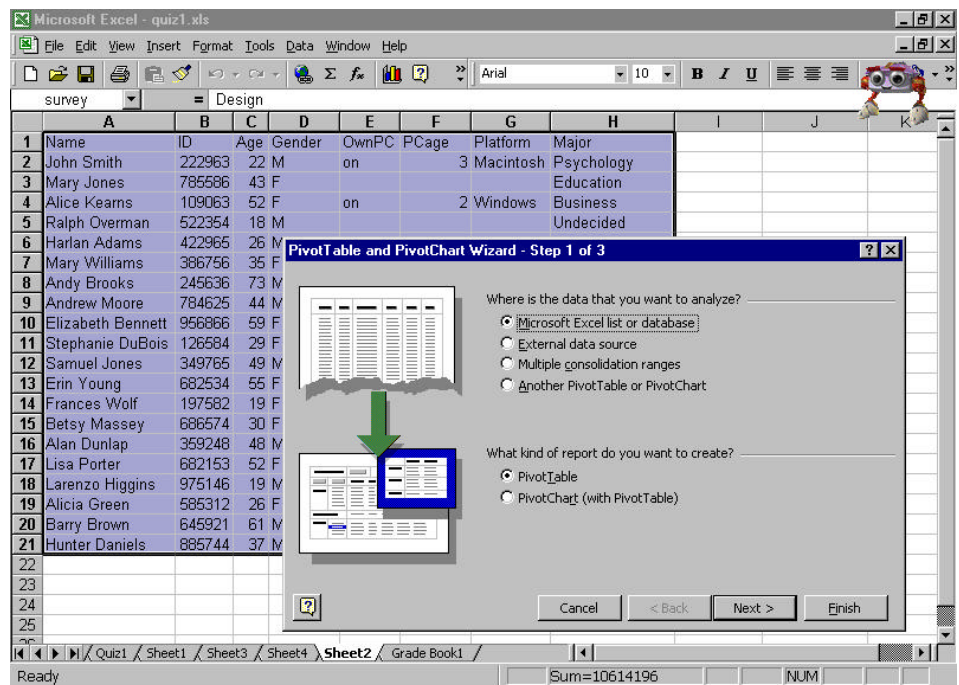 Microsoft Excel - quiz1.xls
File Edit View Insert Format Tools Data Window Help
Arial 10 B I U
survey = Design
A B C D E F G H I J K
1 Name ID Age Gender OwnPC PCage Platform Major
2 John Smith 222963 22 M on 3 Macintosh Psychology
3 Mary Jones 785586 43 F Education
4 Alice Kearns 109063 52 F on 2 Windows Business
5 Ralph Overman 522354 18 M Undecided
6 Harlan Adams 422965 26 M
7 Mary Williams 386756 35 F
8 Andy Brooks 245636 73 M
9 Andrew Moore 784625 44 M
10 Elizabeth Bennett 956866 59 F
11 Stephanie DuBois 126584 29 F
12 Samuel Jones 349765 49 M
13 Erin Young 682534 55 F
14 Frances Wolf 197582 19 F
15 Betsy Massey 686574 30 F
16 Alan Dunlap 359248 48 M
17 Lisa Porter 682153 52 F
18 Larenzo Higgins 975146 19 M
19 Alicia Green 585312 26 F
20 Barry Brown 645921 61 M
21 Hunter Daniels 885744 37 M
22
23
24
25
PivotTable and PivotChart Wizard - Step 1 of 3
Where is the data that you want to analyze?
Microsoft Excel list or database
External data source
Multiple consolidation ranges
Another PivotTable or PivotChart
What kind of report do you want to create?
PivotTable
PivotChart (with PivotTable)
Cancel < Back Next > Finish
Quiz1 Sheet1 Sheet3 Sheet4 Sheet2 Grade Book1
Ready Sum=10614196 NUM